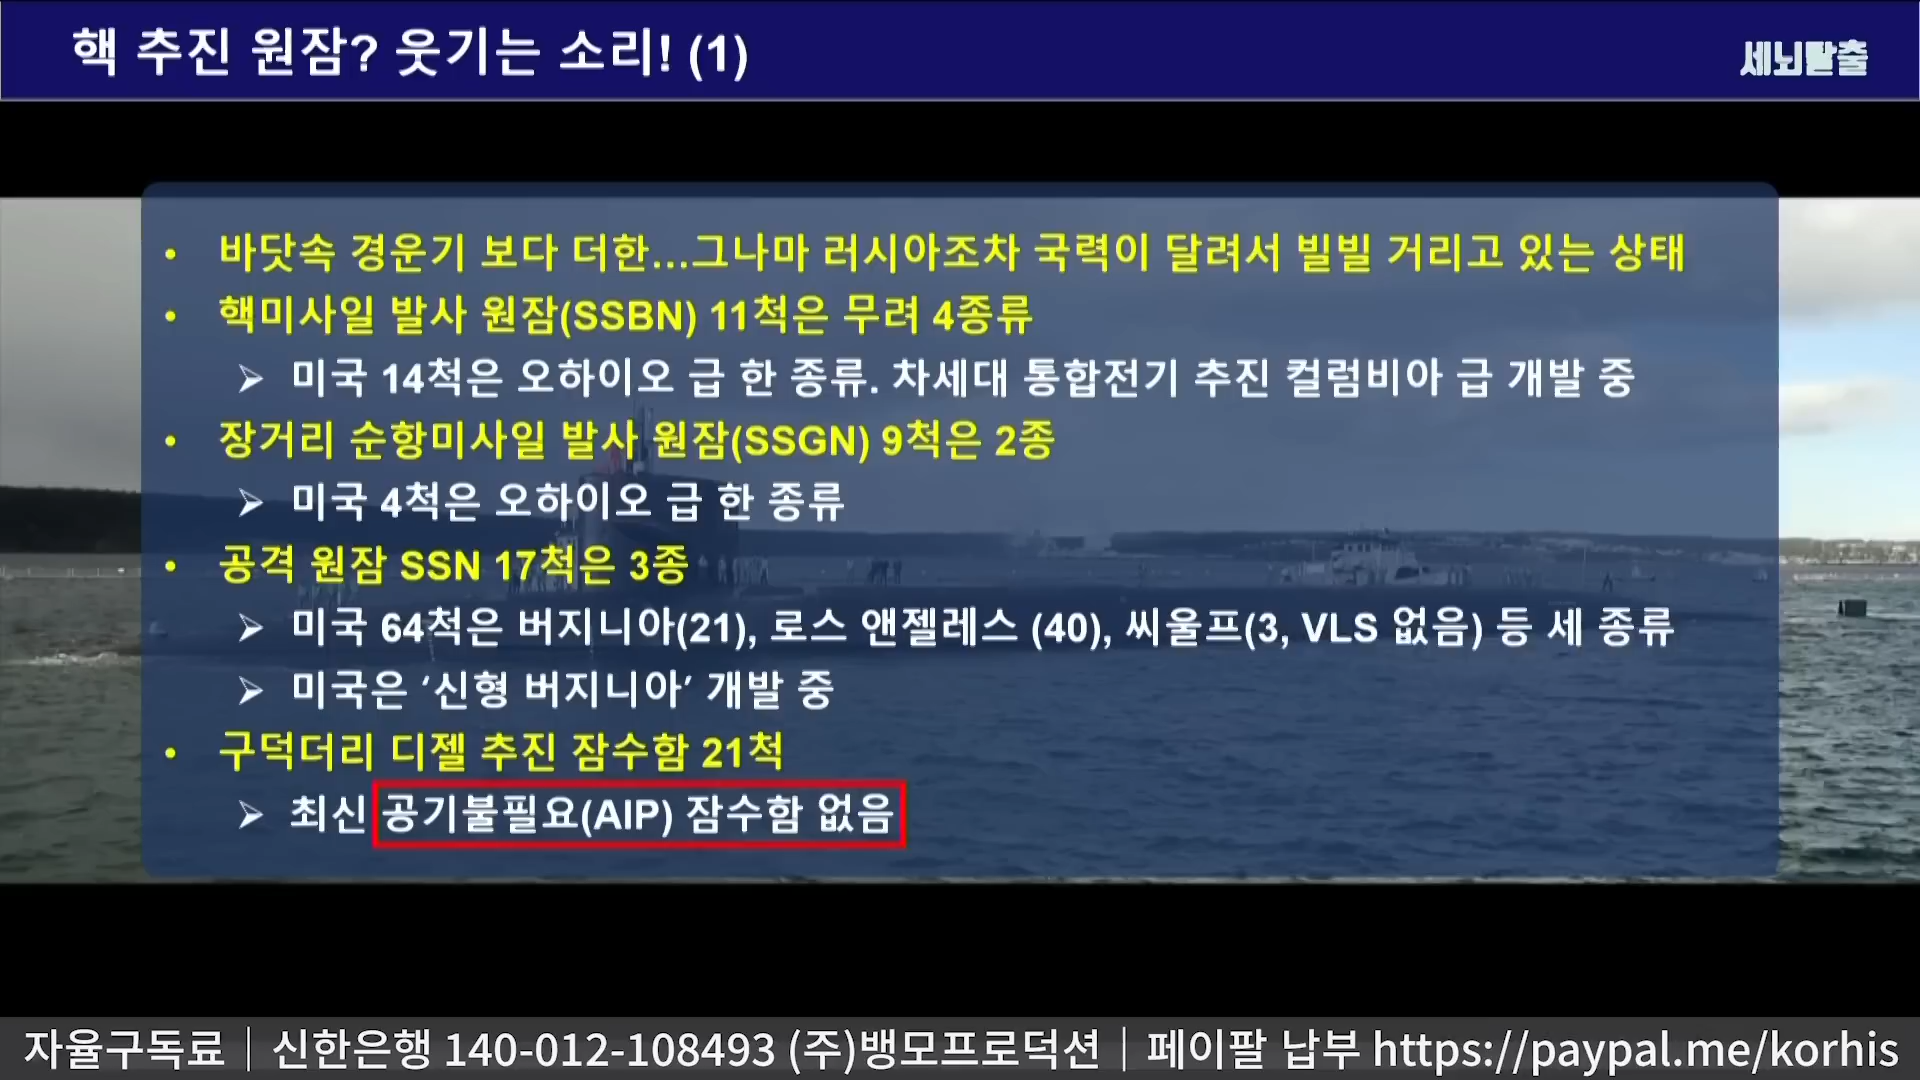 핵 추진 원잠? 웃기는 소리! (1)
세뇌탈출
• 바닷속 경운기 보다 더한...그나마 러시아조차 국력이 달려서 빌빌 거리고 있는 상태
• 핵미사일 발사 원잠(SSBN) 11척은 무려 4종류
➢ 미국 14척은 오하이오 급 한 종류. 차세대 통합전기 추진 컬럼비아 급 개발 중
• 장거리 순항미사일 발사 원잠(SSGN) 9척은 2종
➢ 미국 4척은 오하이오 급 한 종류
• 공격 원잠 SSN 17척은 3종
➢ 미국 64척은 버지니아(21), 로스 앤젤레스 (40), 씨울프(3, VLS 없음) 등 세 종류
➢ 미국은 ‘신형 버지니아’ 개발 중
• 구덕더리 디젤 추진 잠수함 21척
➢ 최신 공기불필요(AIP) 잠수함 없음
자율구독료｜신한은행 140-012-108493 (주)뱅모프로덕션｜페이팔 납부 https://paypal.me/korhis